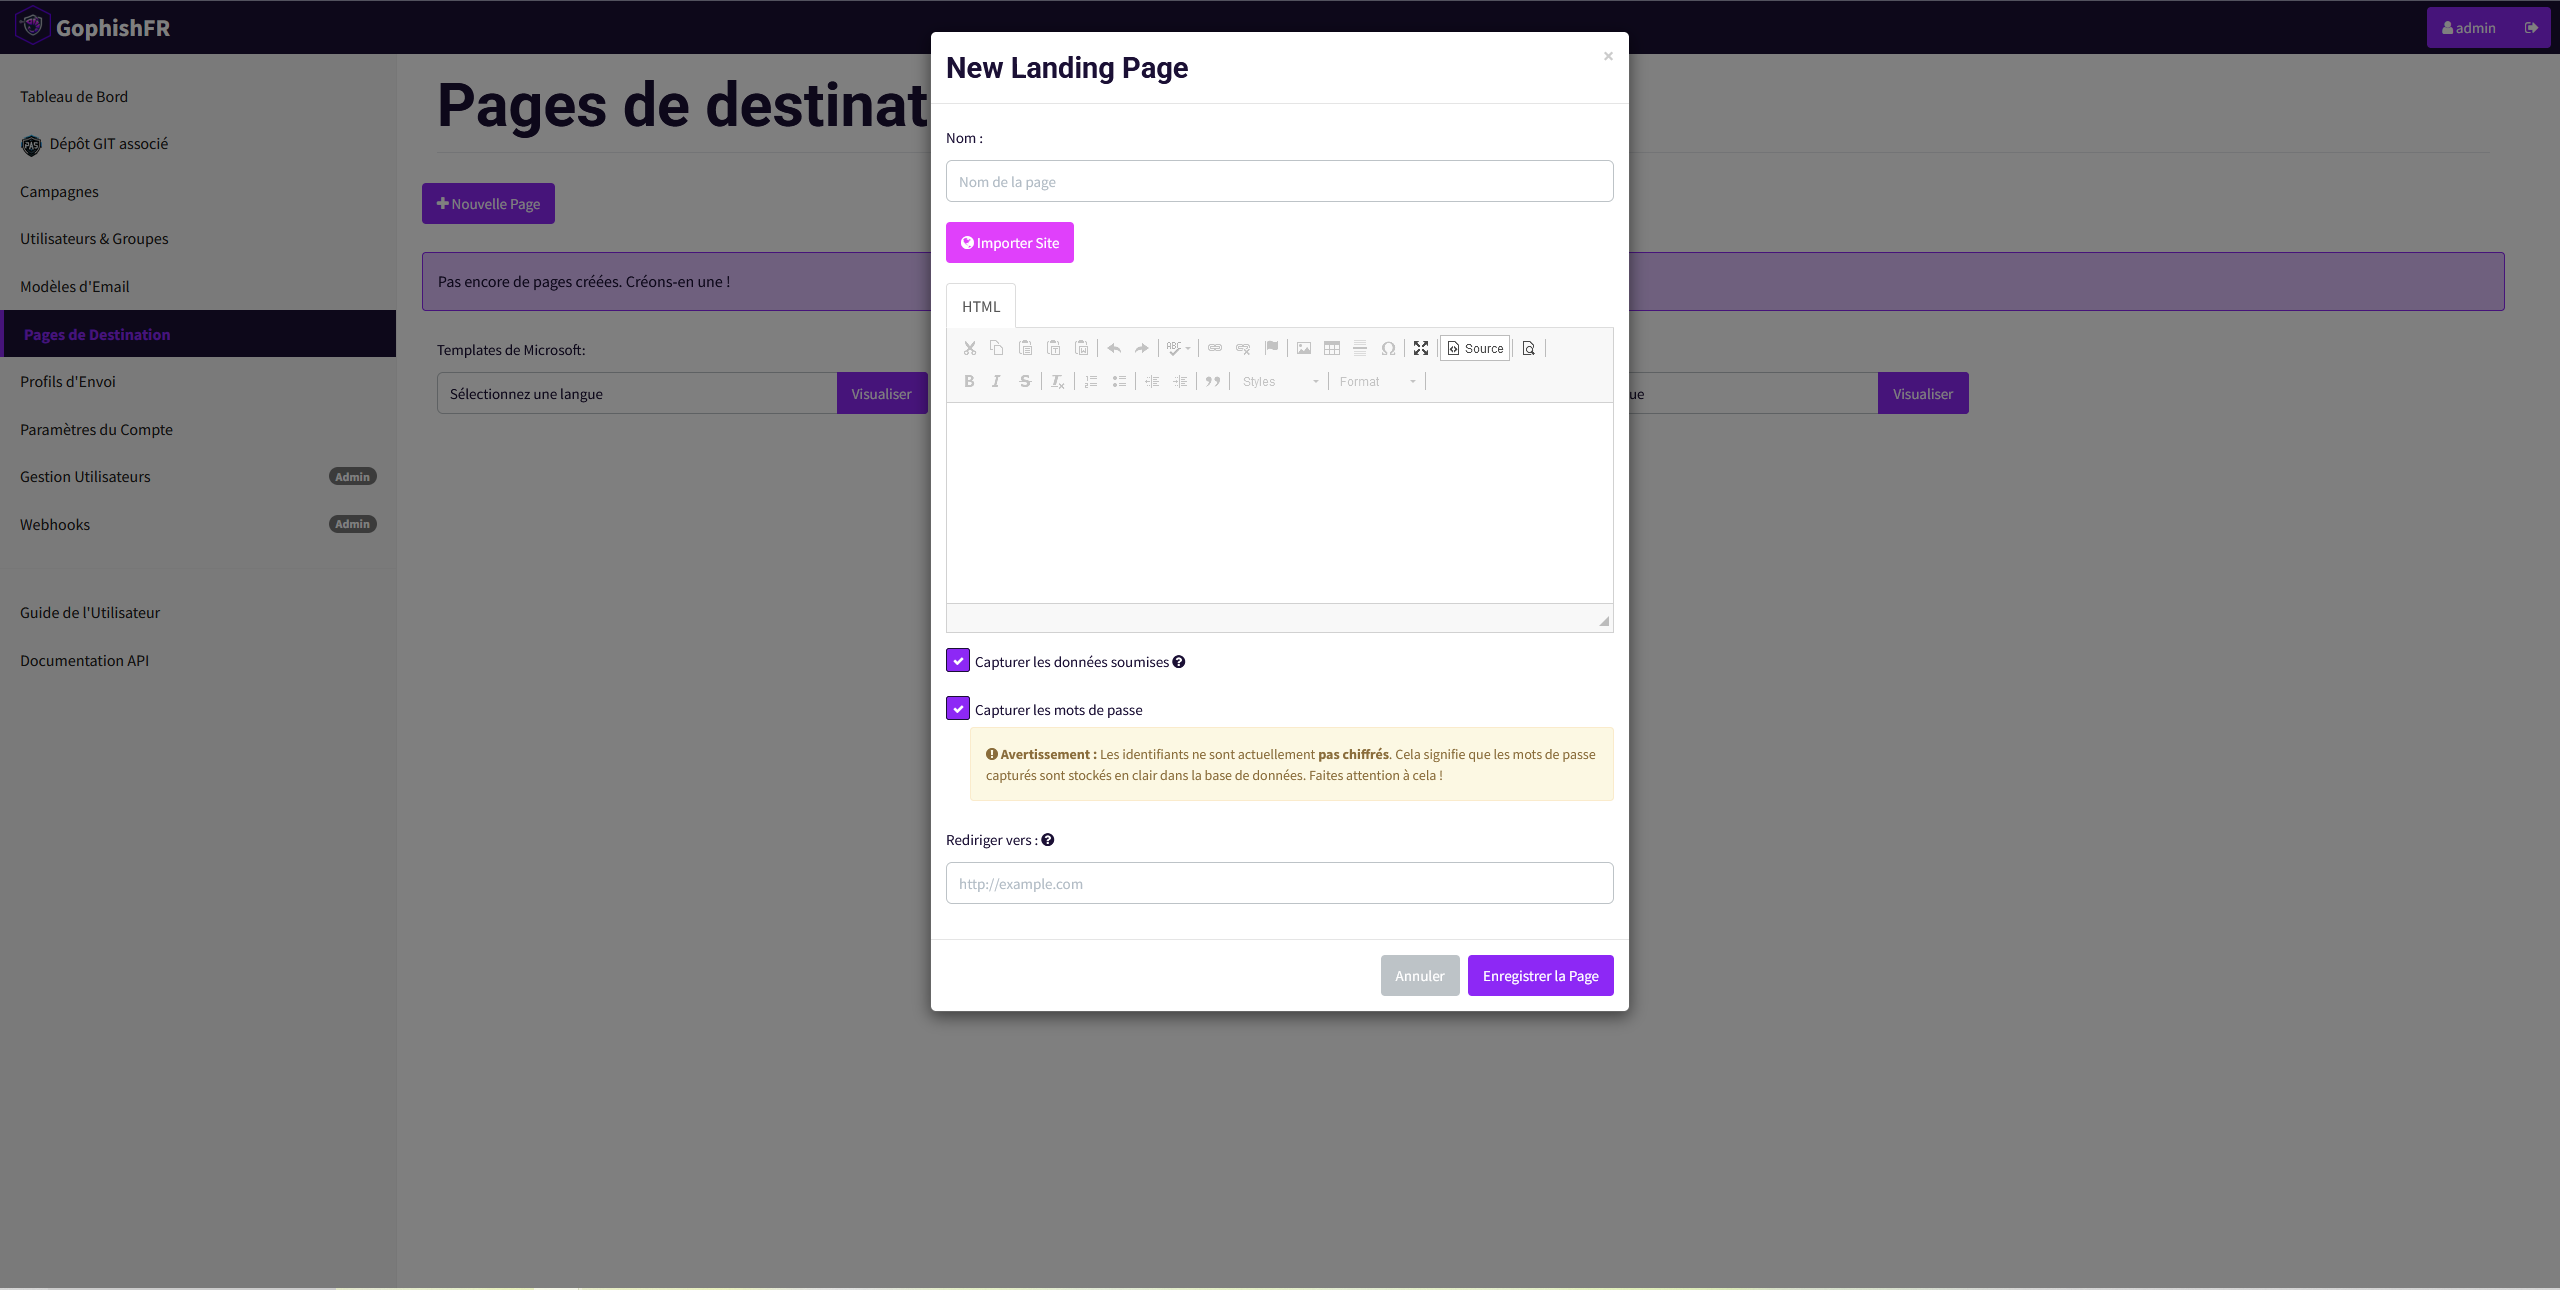 GophishFR
admin
Tableau de Bord
Dépôt GIT associé
Campagnes
Utilisateurs & Groupes
Modèles d'Email
Pages de Destination
Profils d'Envoi
Paramètres du Compte
Gestion Utilisateurs Admin
Webhooks Admin
Guide de l'Utilisateur
Documentation API
Pages de destinat
Nouvelle Page
Pas encore de pages créées. Créons-en une !
Templates de Microsoft:
Sélectionnez une langue Visualiser
ue Visualiser
New Landing Page
×
Nom :
Nom de la page
Importer Site
HTML
ABC
Source
B I S Tx Styles Format
Capturer les données soumises
Capturer les mots de passe
Avertissement : Les identifiants ne sont actuellement pas chiffrés. Cela signifie que les mots de passe
capturés sont stockés en clair dans la base de données. Faites attention à cela !
Rediriger vers :
http://example.com
Annuler Enregistrer la Page